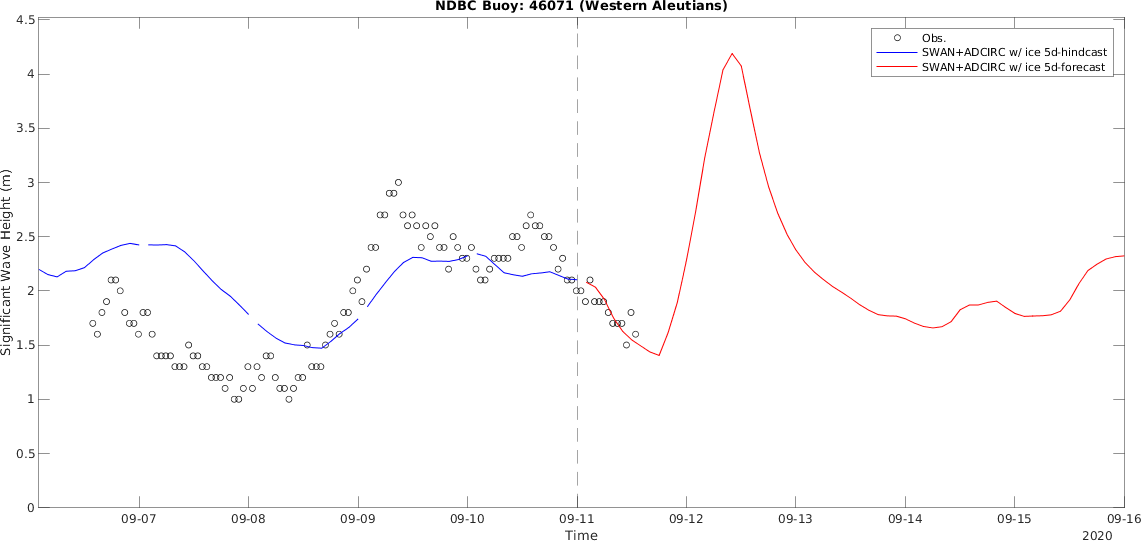 NDBC Buoy: 46071 (Western Aleutians)
4.5
4
3.5
3
2.5
2
1.5
1
0.5
0
Significant Wave Height (m)
Obs.
SWAN+ADCIRC w/ ice 5d-hindcast
SWAN+ADCIRC w/ ice 5d-forecast
09-07 09-08 09-09 09-10 09-11 09-12 09-13 09-14 09-15 09-16
Time
2020